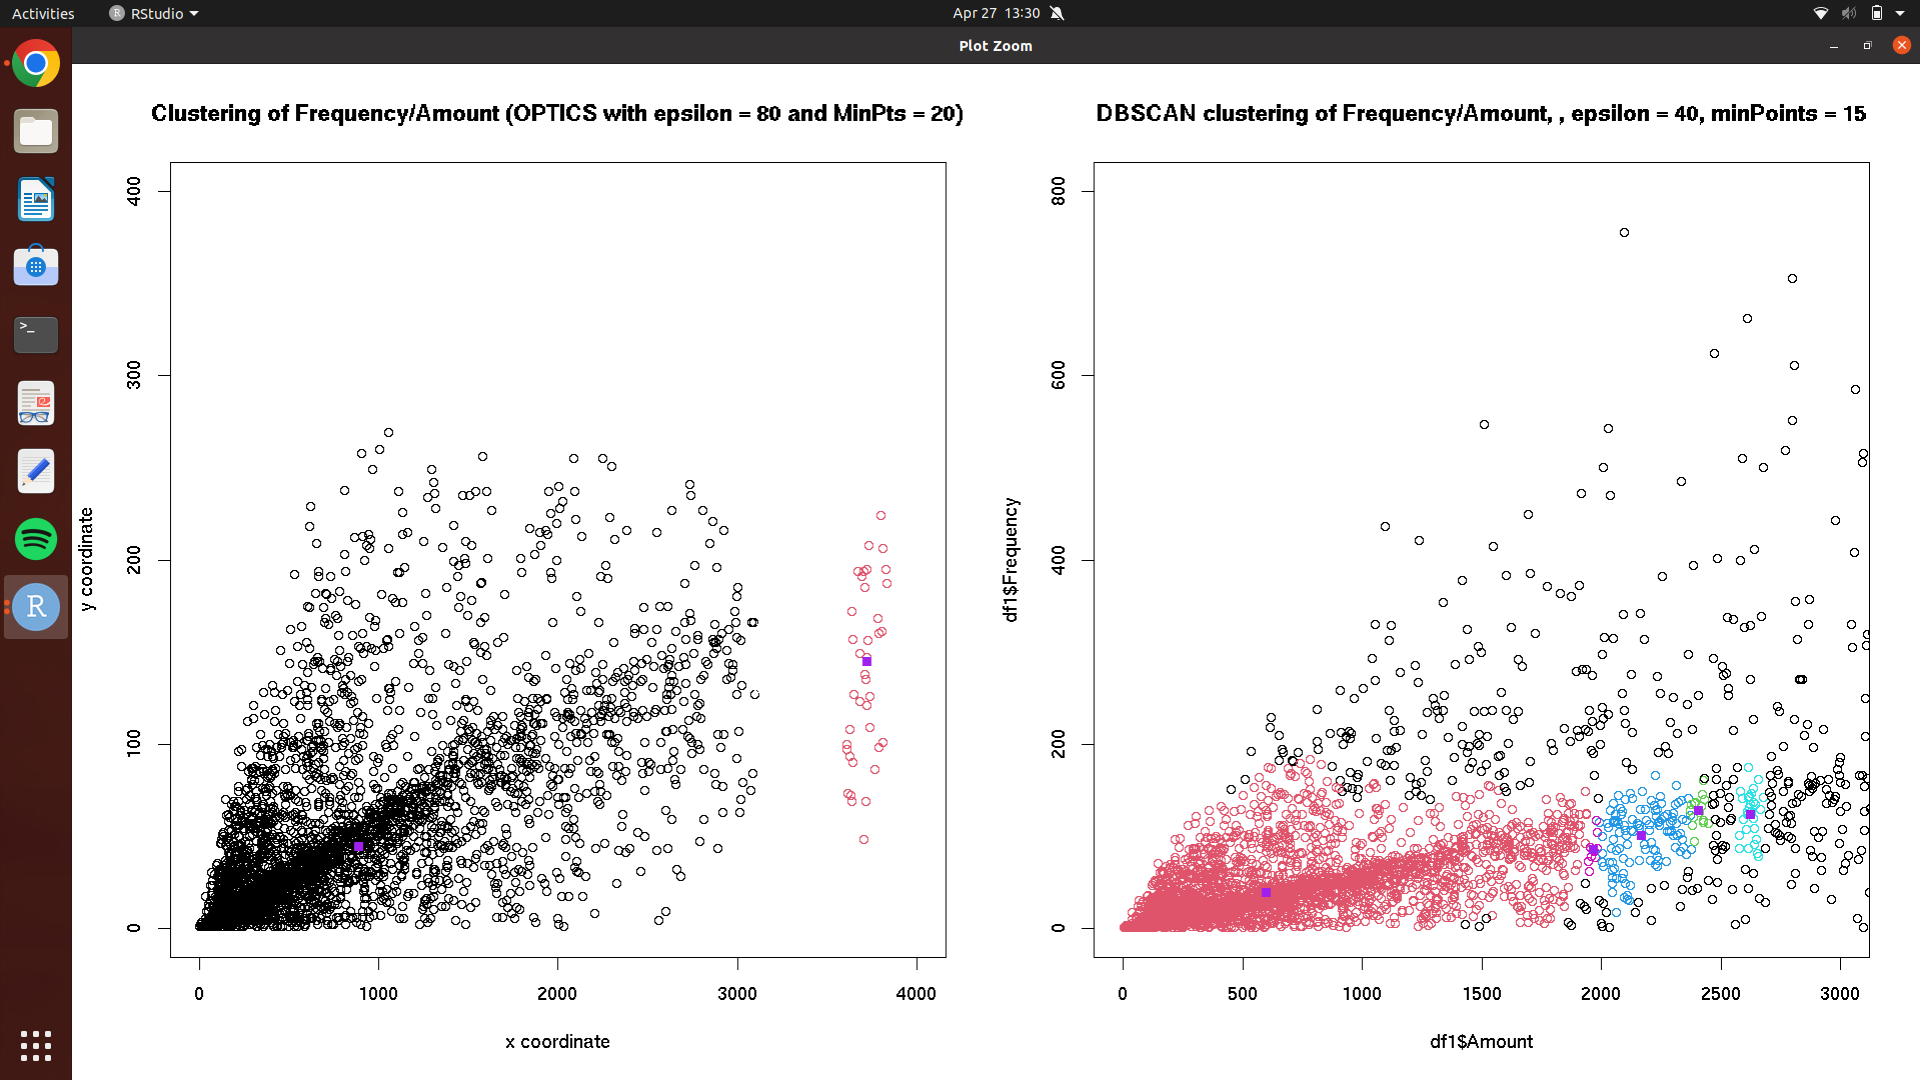 Activities
RStudio
Apr 27 13:30
Plot Zoom
Clustering of Frequency/Amount (OPTICS with epsilon = 80 and MinPts = 20)
y coordinate
400
300
200
100
0
0 1000 2000 3000 4000
x coordinate
DBSCAN clustering of Frequency/Amount, , epsilon = 40, minPoints = 15
df1$Frequency
800
600
400
200
0
0 500 1000 1500 2000 2500 3000
df1$Amount
>_
R
R